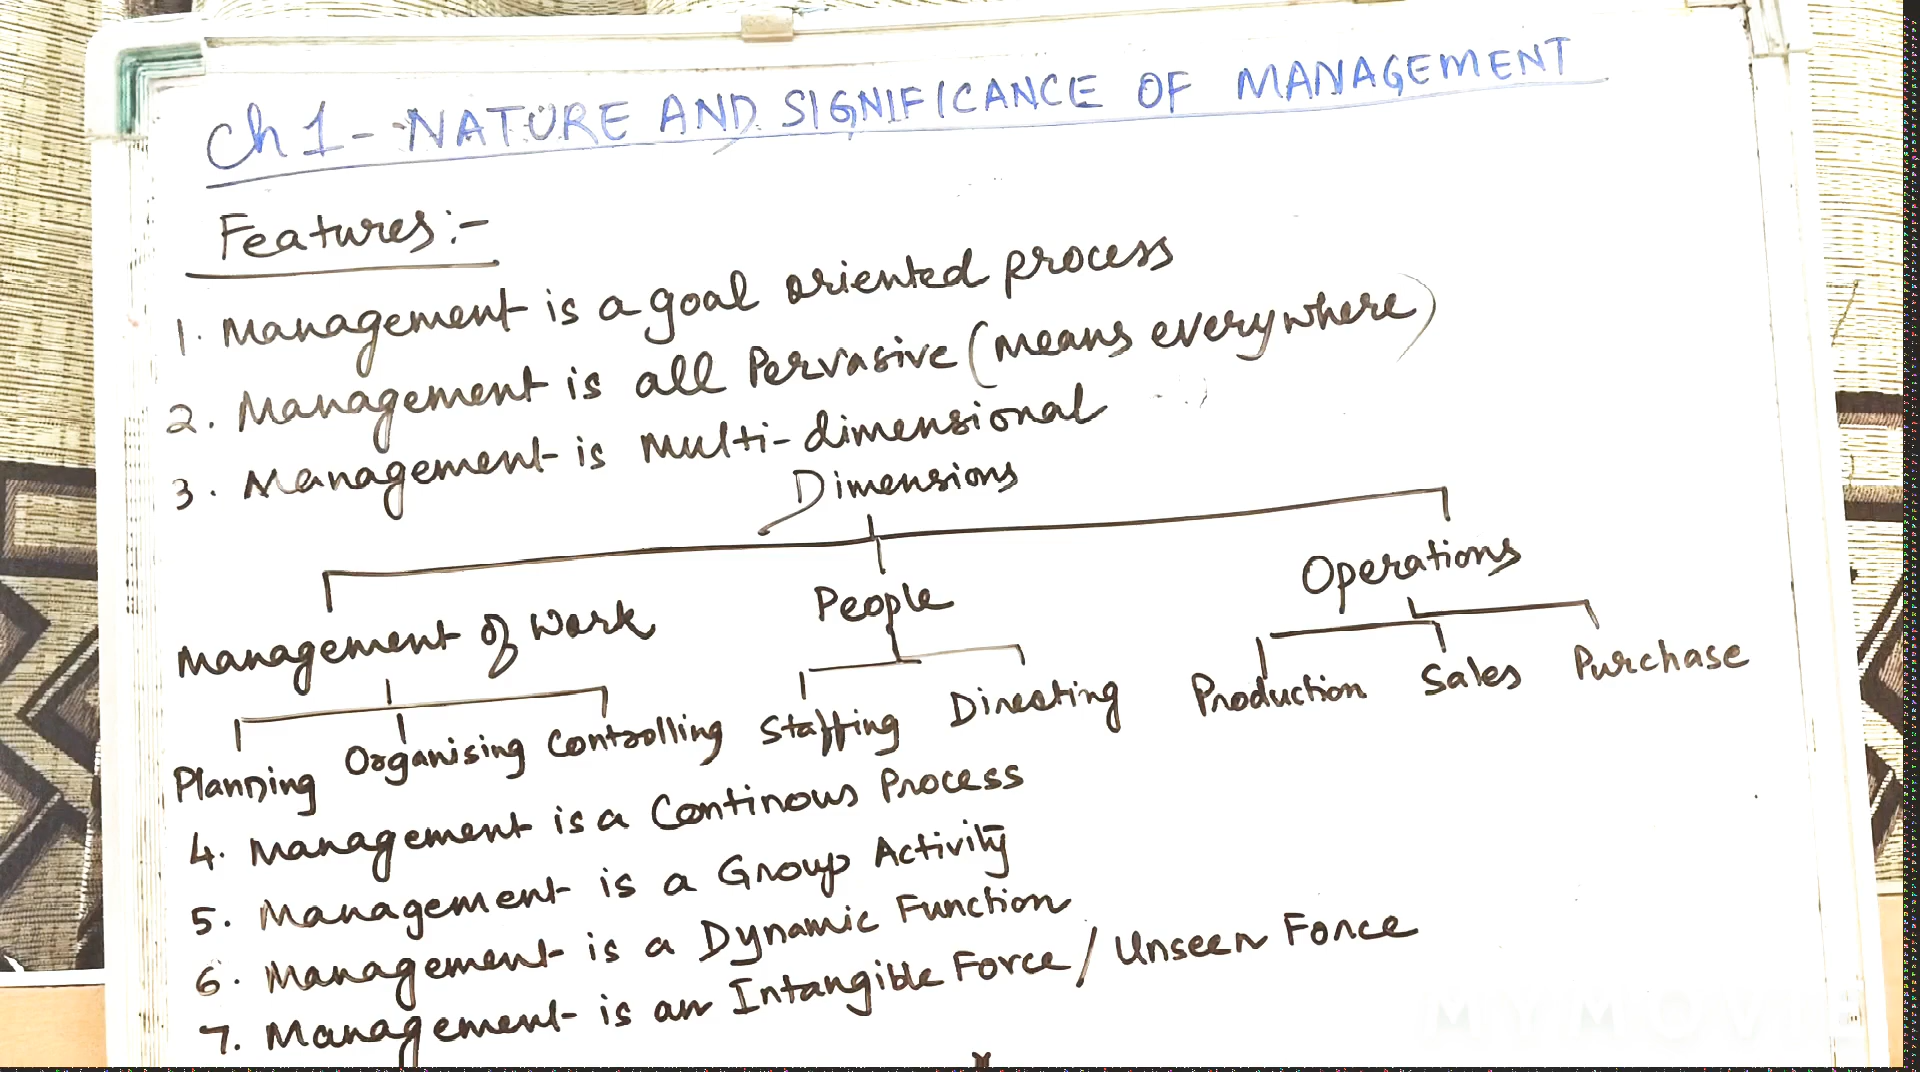 Ch 1 - NATURE AND SIGNIFICANCE OF MANAGEMENT
Features:-
1. Management is a goal oriented process
2. Management is all Pervasive (means everywhere)
3. Management is Multi-dimensional
Dimensions
Management of Work People Operations
Planning Organising Controlling Staffing Directing Production Sales Purchase
4. Management is a Continous Process
5. Management is a Group Activity
6. Management is a Dynamic Function
7. Management is an Intangible Force / Unseen Force